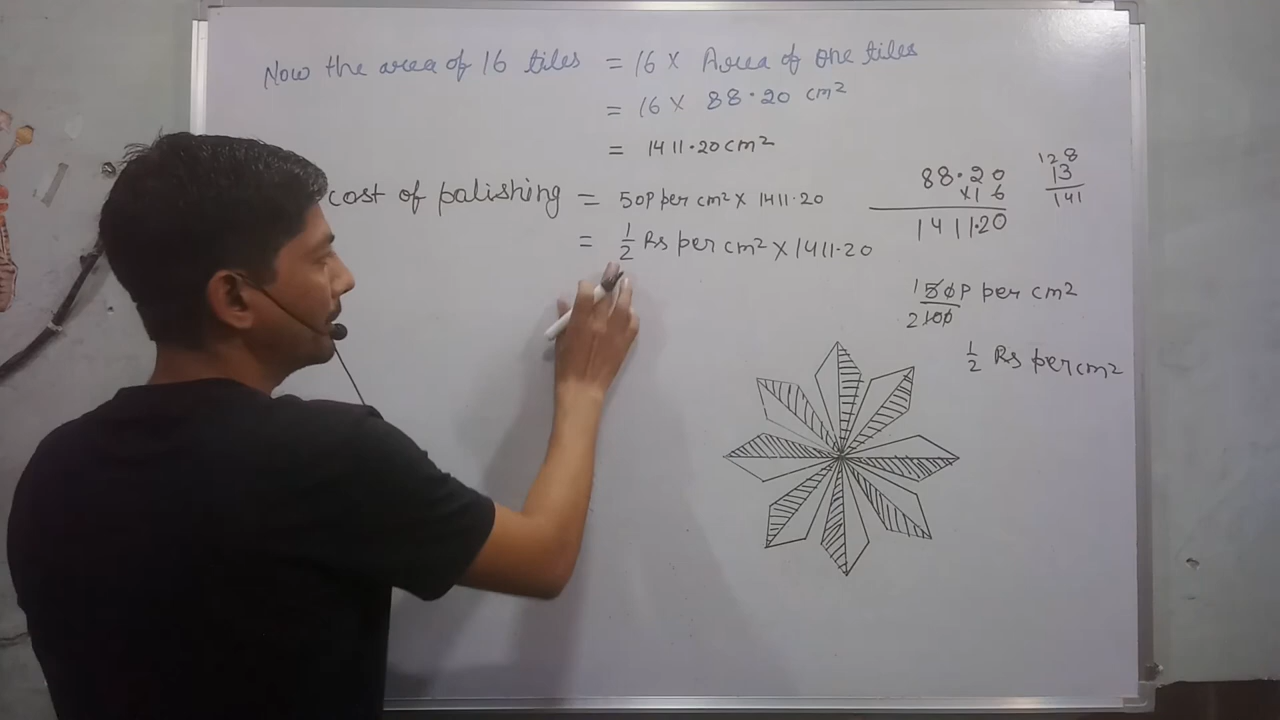 Now the area of 16 tiles = 16 × Area of one tiles
= 16 × 88.20 cm²
= 1411.20 cm²
cost of palishing = 50P per cm² × 1411.20
= 1/2 Rs per cm² × 1411.20
88.20
×16
1411.20
128
13
141
1 50P per cm²
2 100
1/2 Rs per cm²